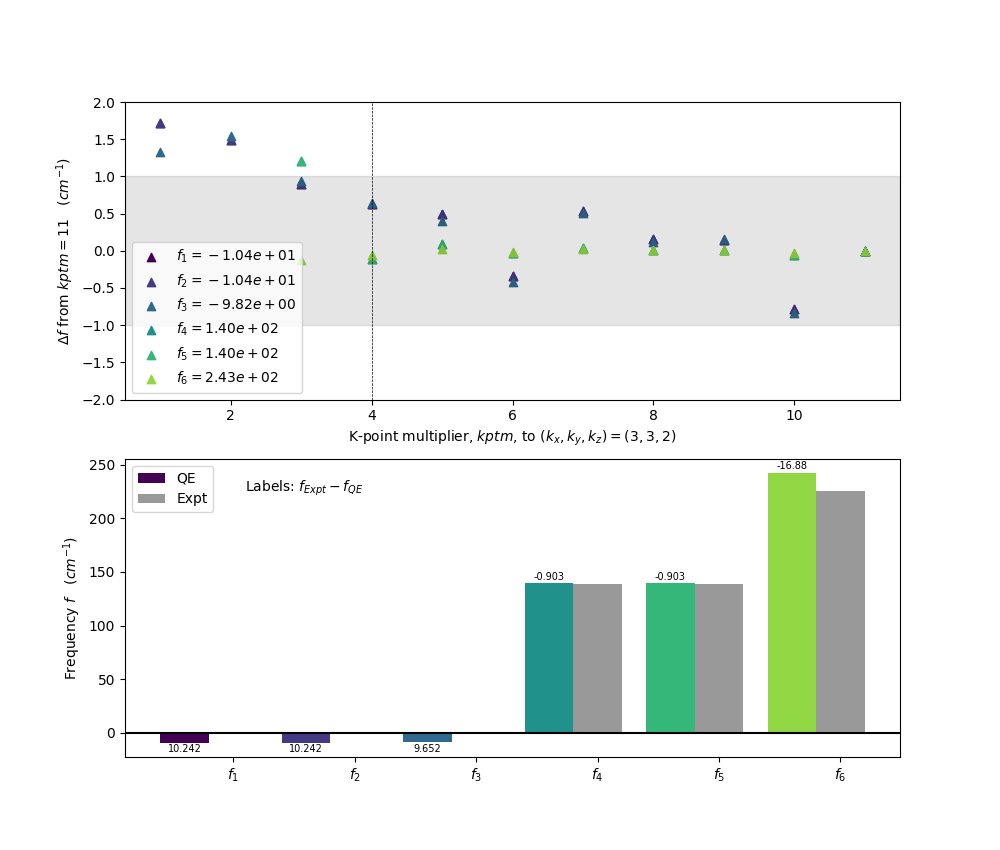 2.0
1.5
1.0
0.5
0.0
−0.5
−1.0
−1.5
−2.0
Δf from kptm = 11 (cm⁻¹)
f₁ = −1.04e + 01
f₂ = −1.04e + 01
f₃ = −9.82e + 00
f₄ = 1.40e + 02
f₅ = 1.40e + 02
f₆ = 2.43e + 02
2 4 6 8 10
K-point multiplier, kptm, to (kₓ, kᵧ, k_z) = (3, 3, 2)
250
200
150
100
50
0
Frequency f (cm⁻¹)
QE
Expt
Labels: f_Expt − f_QE
-16.88
-0.903 -0.903
10.242 10.242 9.652
f₁ f₂ f₃ f₄ f₅ f₆